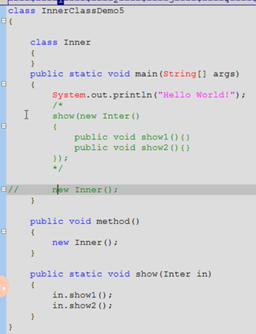 class InnerClassDemo5
{
class Inner
{
}
public static void main(String[] args)
{
System.out.println("Hello World!");
/*
show(new Inter()
{
public void show1(){}
public void show2(){}
});
*/
// new Inner();
}
public void method()
{
new Inner();
}
public static void show(Inter in)
{
in.show1();
in.show2();
}
}